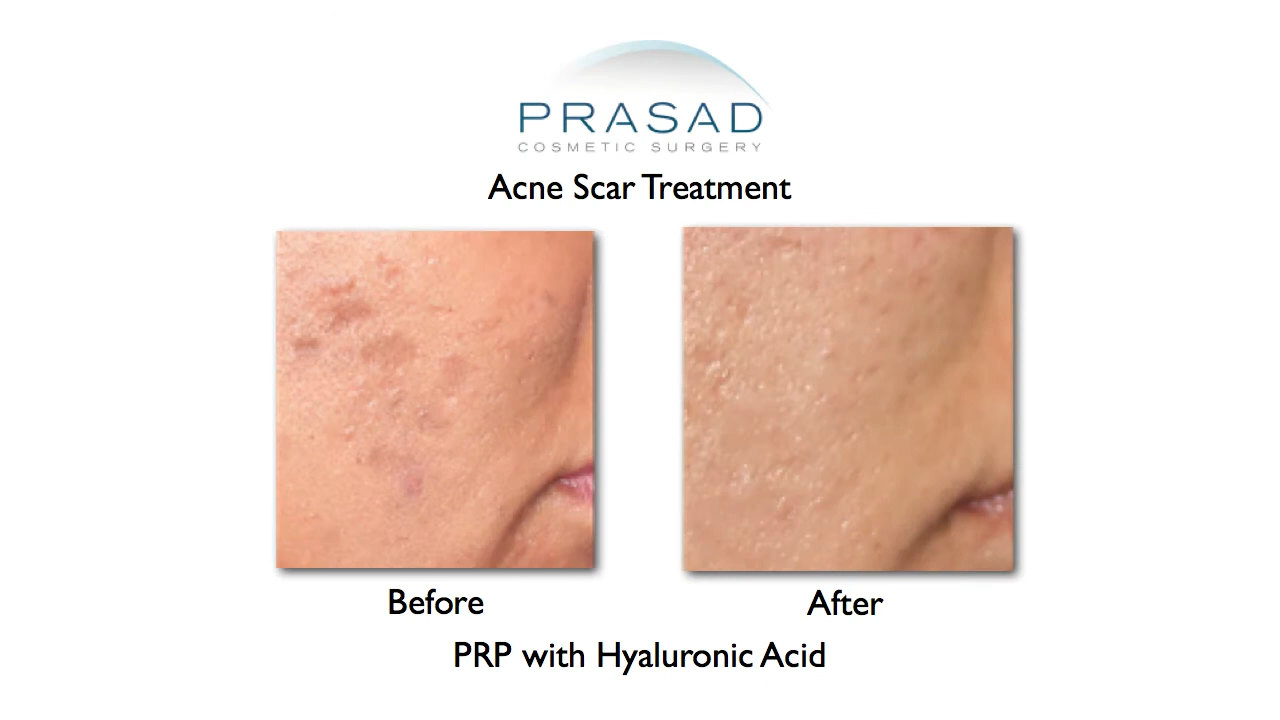 PRASAD
COSMETIC SURGERY
Acne Scar Treatment
Before
After
PRP with Hyaluronic Acid